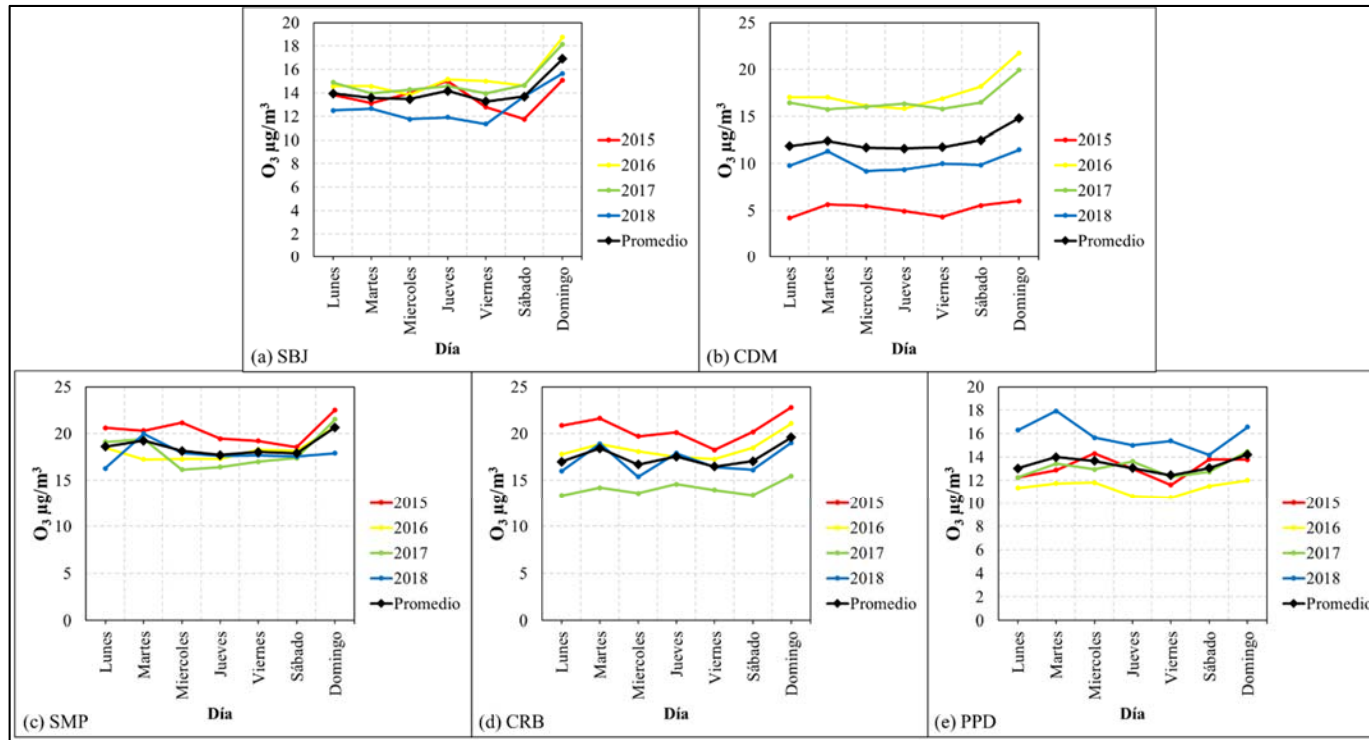 20
18
16
14
12
10
8
6
4
2
0
O₃ µg/m³
Lunes
Martes
Miercoles
Jueves
Viernes
Sábado
Domingo
Día
2015
2016
2017
2018
Promedio
(a) SBJ
25
20
15
10
5
0
O₃ µg/m³
Lunes
Martes
Miercoles
Jueves
Viernes
Sábado
Domingo
Día
2015
2016
2017
2018
Promedio
(b) CDM
25
20
15
10
5
0
O₃ µg/m³
Lunes
Martes
Miercoles
Jueves
Viernes
Sábado
Domingo
Día
2015
2016
2017
2018
Promedio
(c) SMP
25
20
15
10
5
0
O₃ µg/m³
Lunes
Martes
Miercoles
Jueves
Viernes
Sábado
Domingo
Día
2015
2016
2017
2018
Promedio
(d) CRB
20
18
16
14
12
10
8
6
4
2
0
O₃ µg/m³
Lunes
Martes
Miercoles
Jueves
Viernes
Sábado
Domingo
Día
2015
2016
2017
2018
Promedio
(e) PPD